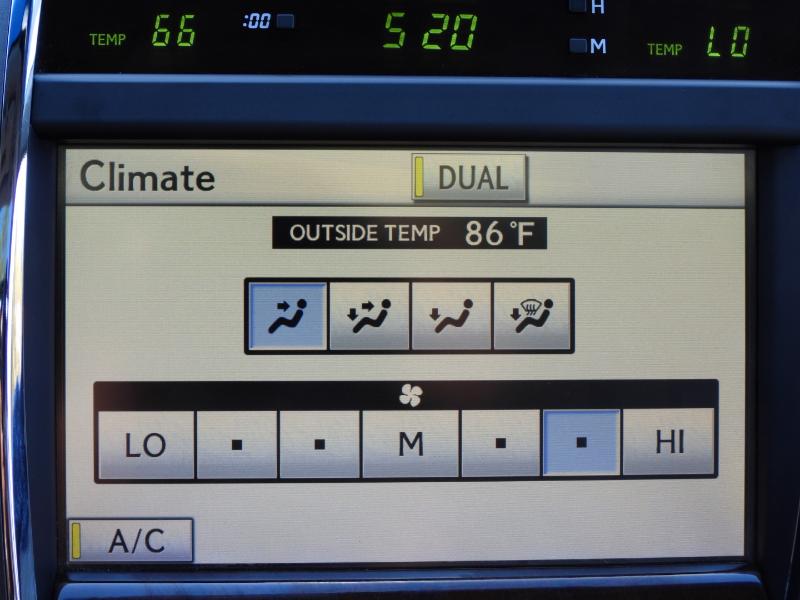 TEMP 66 :00 5 20 H
M TEMP LO
Climate DUAL
OUTSIDE TEMP 86°F
LO M HI
A/C